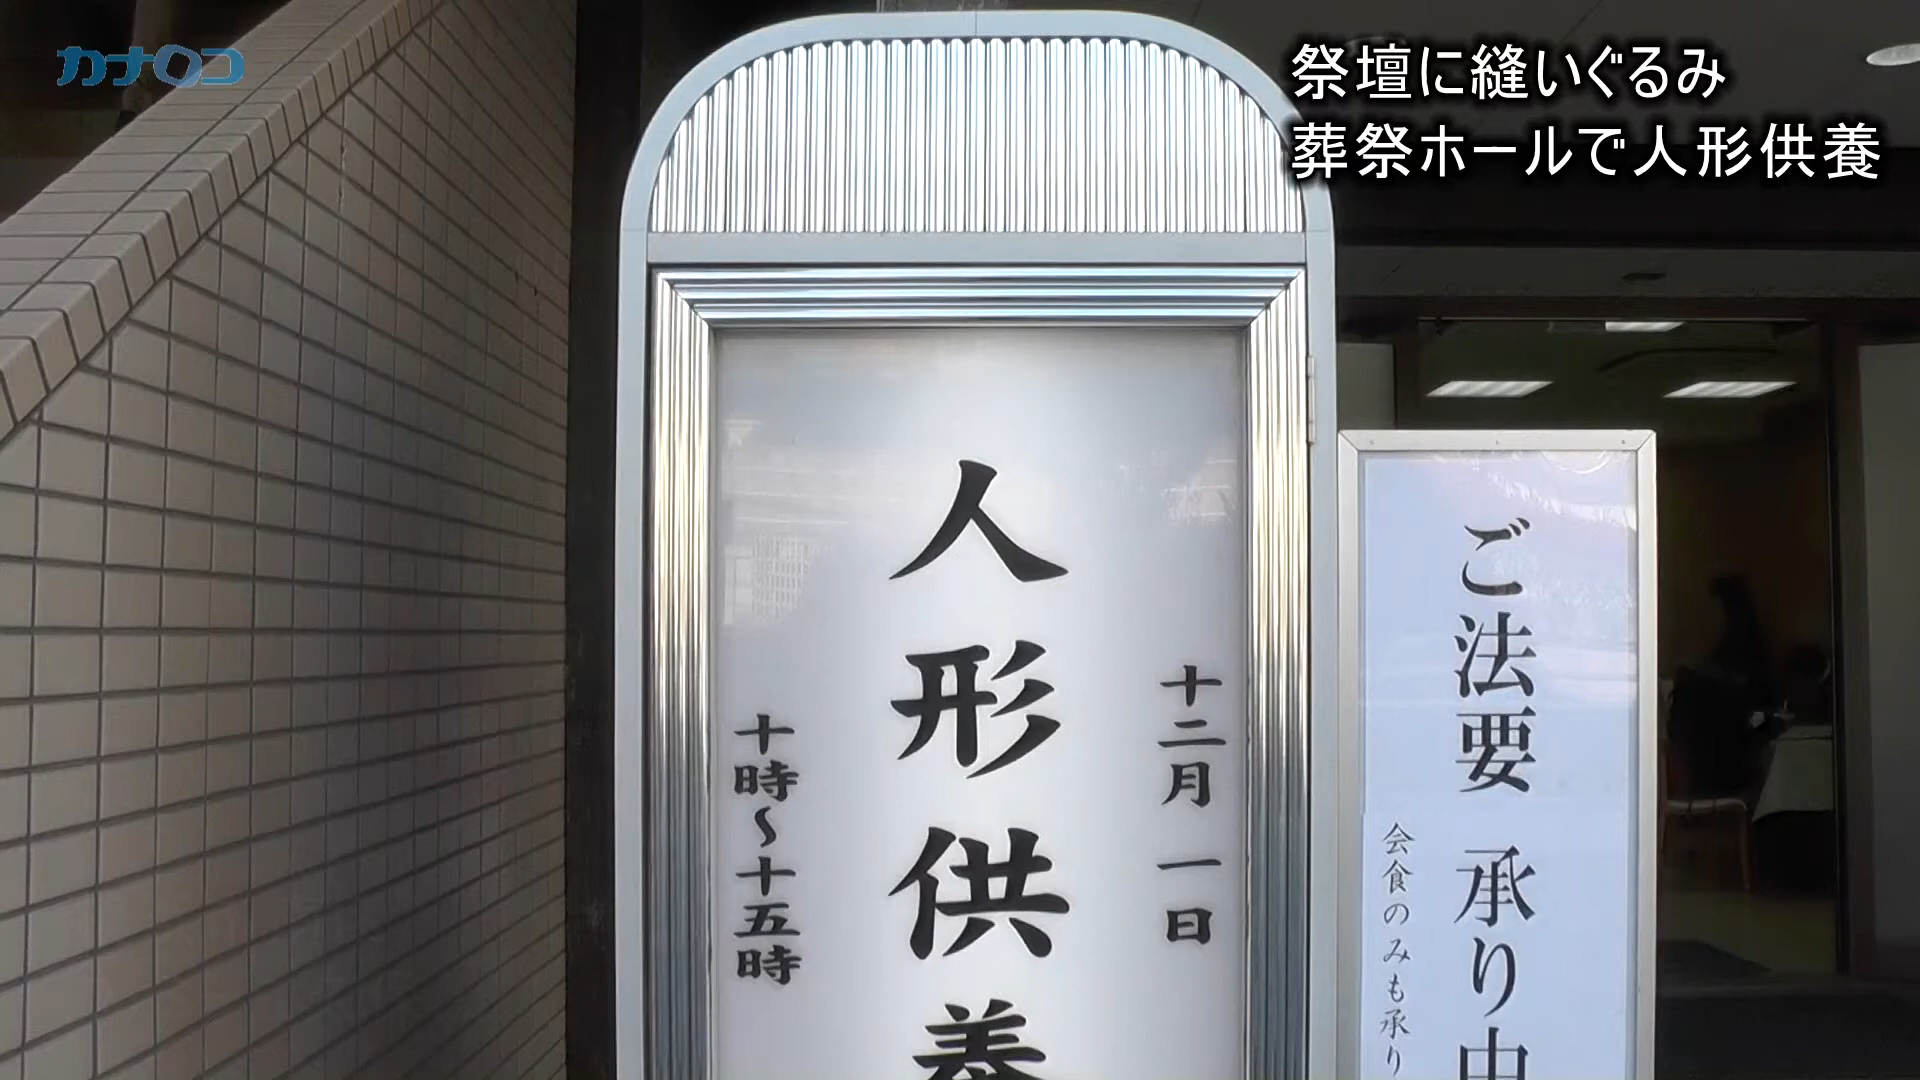 カナロコ
祭壇に縫いぐるみ
葬祭ホールで人形供養
十二月一日
人形供養
十時〜十五時
ご法要 承り中
会食のみも承り